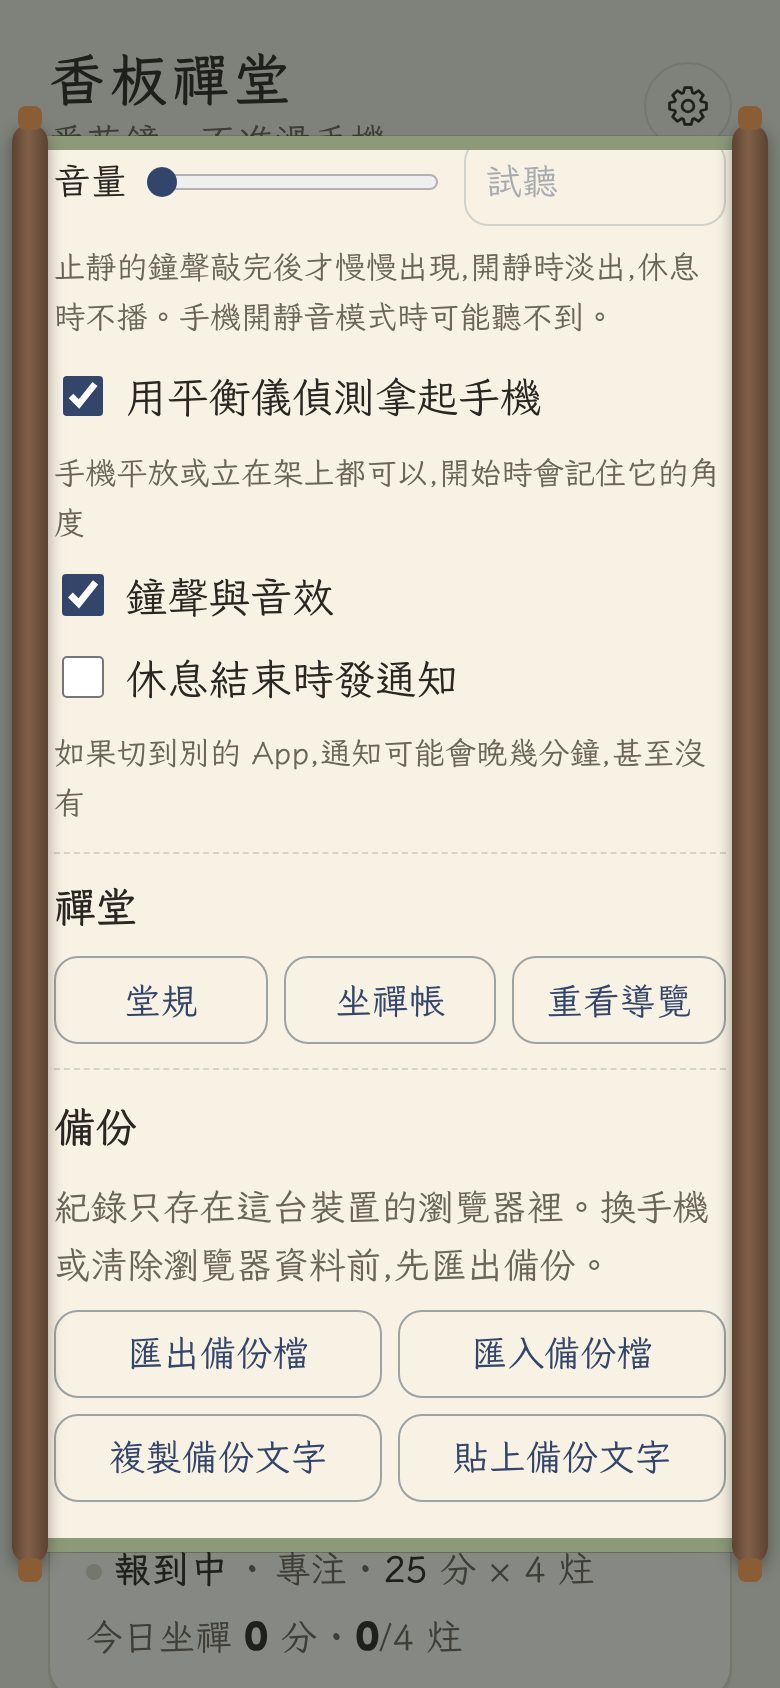 香板禪堂
音量
試聽
止靜的鐘聲敲完後才慢慢出現,開靜時淡出,休息
時不播。手機開靜音模式時可能聽不到。
用平衡儀偵測拿起手機
手機平放或立在架上都可以,開始時會記住它的角
度
鐘聲與音效
休息結束時發通知
如果切到別的 App,通知可能會晚幾分鐘,甚至沒
有
禪堂
堂規
坐禪帳
重看導覽
備份
紀錄只存在這台裝置的瀏覽器裡。換手機
或清除瀏覽器資料前,先匯出備份。
匯出備份檔
匯入備份檔
複製備份文字
貼上備份文字
報到中・專注・25 分 × 4 炷
今日坐禪 0 分・0/4 炷